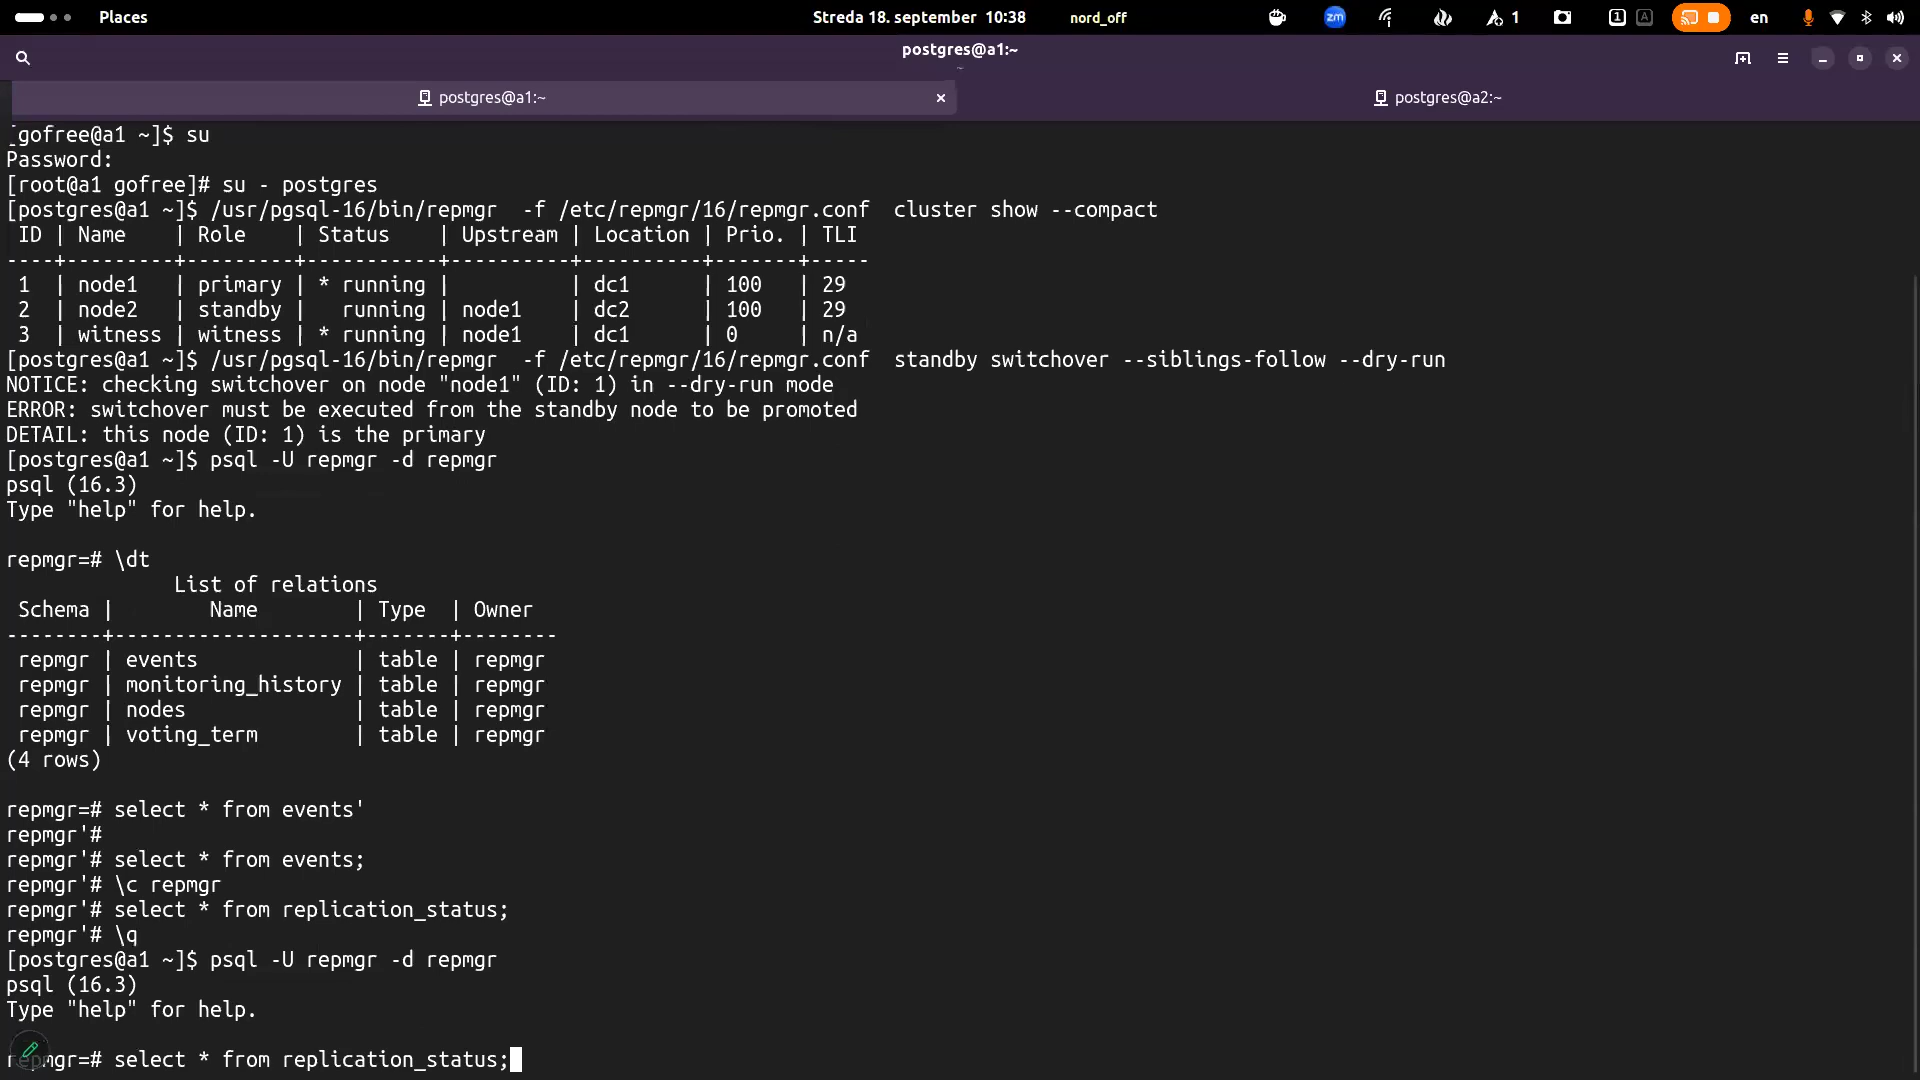 Places
Streda 18. september 10:38
nord_off
zm
1
1
A
en
postgres@a1:~
~
postgres@a1:~
postgres@a2:~
[gofree@a1 ~]$ su
Password:
[root@a1 gofree]# su - postgres
[postgres@a1 ~]$ /usr/pgsql-16/bin/repmgr  -f /etc/repmgr/16/repmgr.conf  cluster show --compact
 ID | Name    | Role    | Status    | Upstream | Location | Prio. | TLI
----+---------+---------+-----------+----------+----------+-------+-----
 1  | node1   | primary | * running |          | dc1      | 100   | 29
 2  | node2   | standby |   running | node1    | dc2      | 100   | 29
 3  | witness | witness | * running | node1    | dc1      | 0     | n/a
[postgres@a1 ~]$ /usr/pgsql-16/bin/repmgr  -f /etc/repmgr/16/repmgr.conf  standby switchover --siblings-follow --dry-run
NOTICE: checking switchover on node "node1" (ID: 1) in --dry-run mode
ERROR: switchover must be executed from the standby node to be promoted
DETAIL: this node (ID: 1) is the primary
[postgres@a1 ~]$ psql -U repmgr -d repmgr
psql (16.3)
Type "help" for help.
repmgr=# \dt
              List of relations
 Schema |        Name        | Type  | Owner
--------+--------------------+-------+--------
 repmgr | events             | table | repmgr
 repmgr | monitoring_history | table | repmgr
 repmgr | nodes              | table | repmgr
 repmgr | voting_term        | table | repmgr
(4 rows)
repmgr=# select * from events'
repmgr'#
repmgr'# select * from events;
repmgr'# \c repmgr
repmgr'# select * from replication_status;
repmgr'# \q
[postgres@a1 ~]$ psql -U repmgr -d repmgr
psql (16.3)
Type "help" for help.
repmgr=# select * from replication_status;